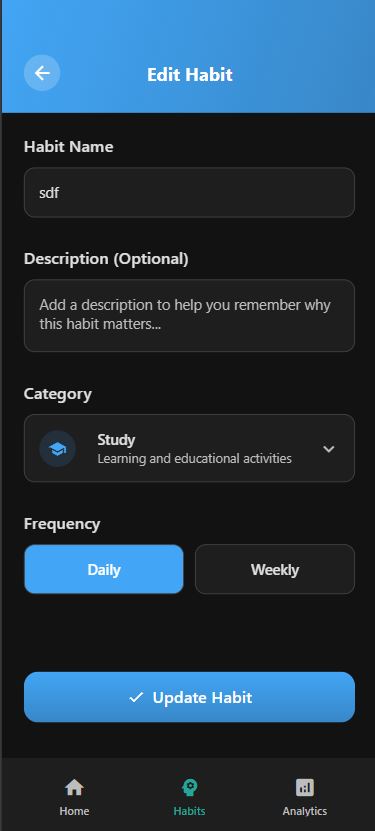 Edit Habit
Habit Name
sdf
Description (Optional)
Add a description to help you remember why
this habit matters...
Category
Study
Learning and educational activities
Frequency
Daily Weekly
Update Habit
Home Habits Analytics